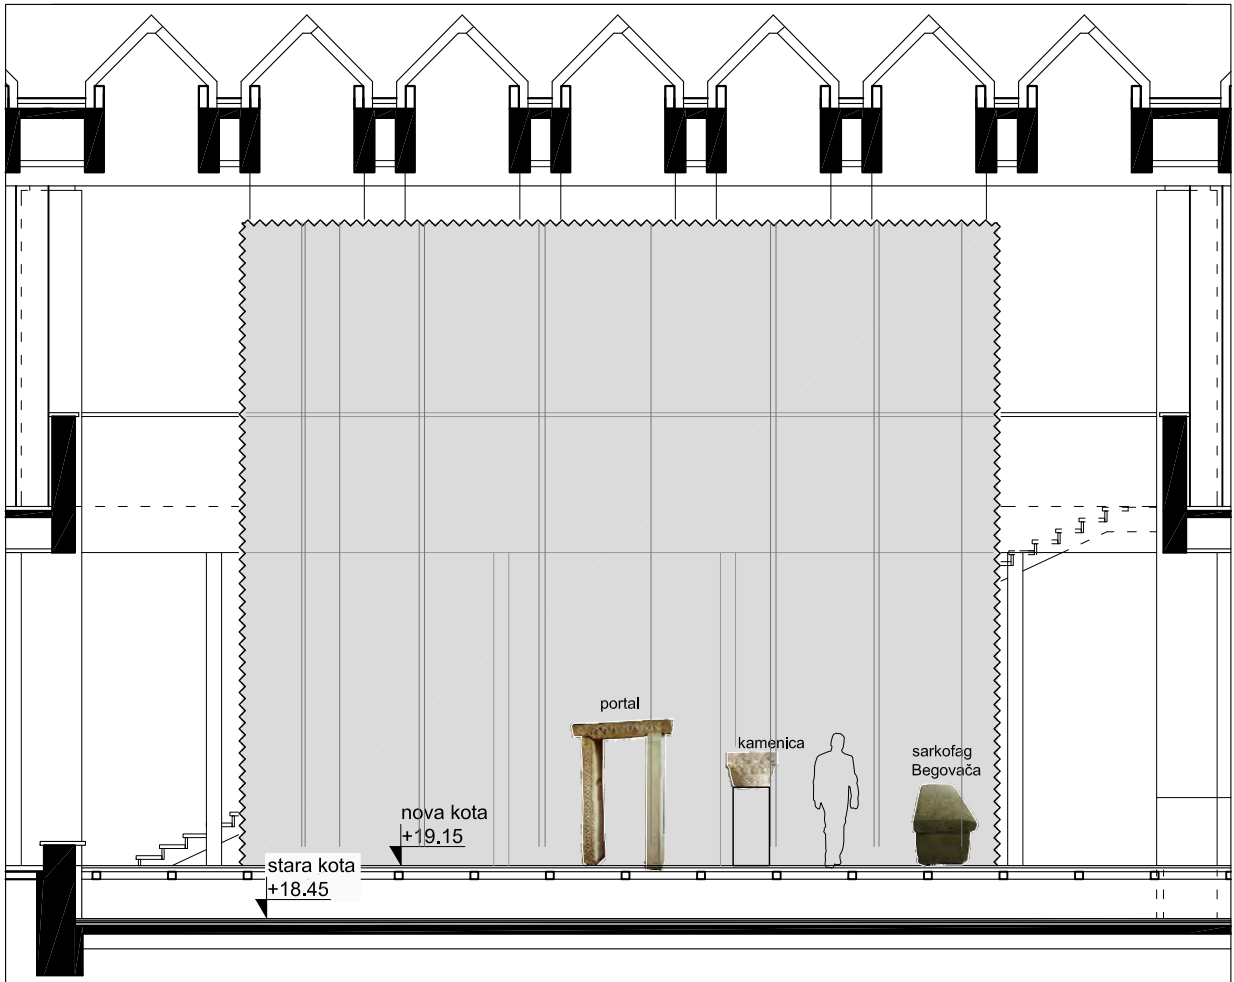 portal
kamenica
sarkofag
Begovača
nova kota
+19.15
stara kota
+18.45